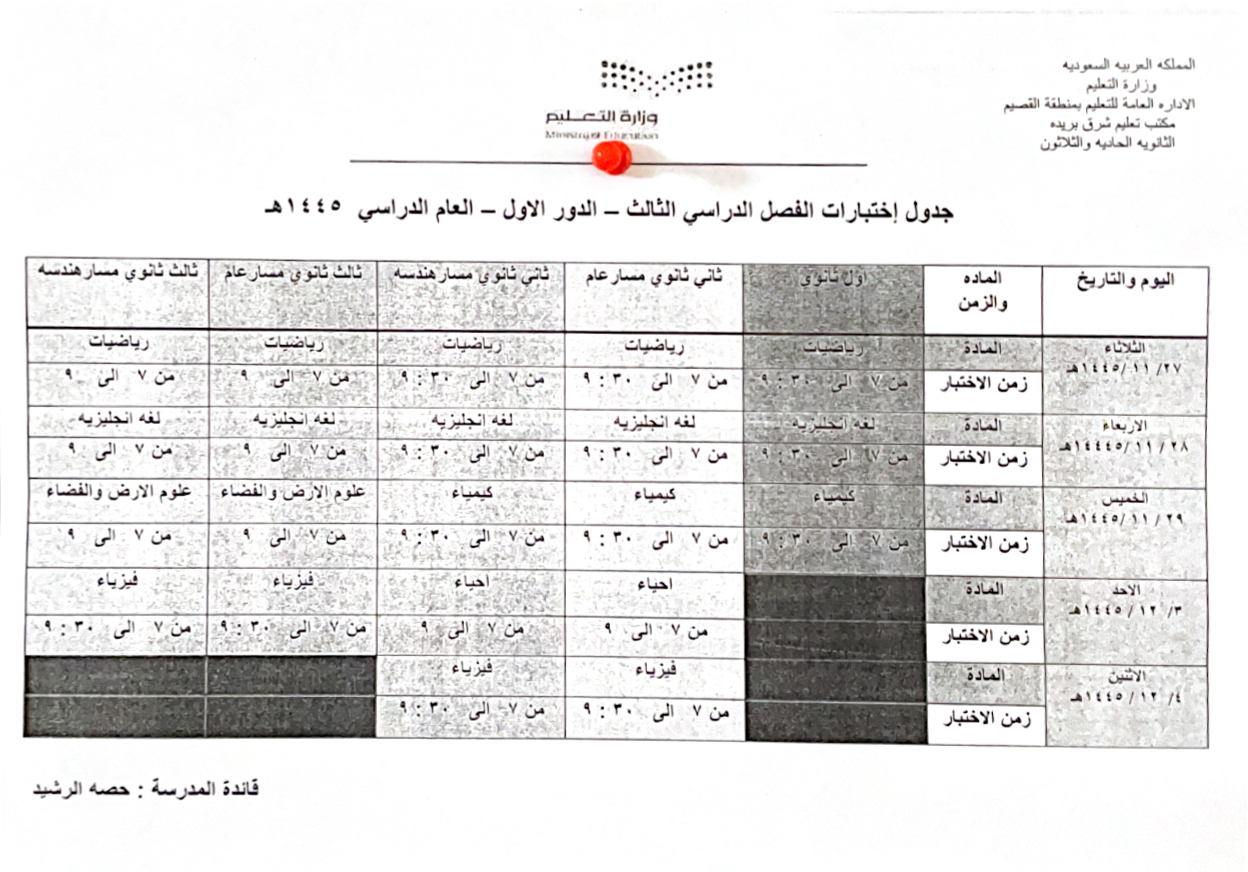 المملكه العربيه السعوديه
وزارة التعليم
الاداره العامة للتعليم بمنطقة القصيم
مكتب تعليم شرق بريده
الثانويه الحاديه والثلاثون
وزارة التعـــليم
Ministry of Education
جدول إختبارات الفصل الدراسي الثالث – الدور الاول – العام الدراسي ١٤٤٥هـ
اليوم والتاريخ الماده والزمن اول ثانوي ثاني ثانوي مسار عام ثاني ثانوي مسار هندسه ثالث ثانوي مسار عام ثالث ثانوي مسار هندسه
الثلاثاء المادة رياضيات رياضيات رياضيات رياضيات رياضيات
٢٧/ ١١/ ١٤٤٥هـ زمن الاختبار من ٧ الى ٣٠ : ٩ من ٧ الى ٣٠ : ٩ من ٧ الى ٣٠ : ٩ من ٧ الى ٩ من ٧ الى ٩
الاربعاء المادة لغه انجليزيه لغه انجليزيه لغه انجليزيه لغه انجليزيه لغه انجليزيه
٢٨ / ١١ /١٤٤٤٥هـ زمن الاختبار من ٧ الى ٣٠ : ٩ من ٧ الى ٣٠ : ٩ من ٧ الى ٣٠ : ٩ من ٧ الى ٩ من ٧ الى ٩
الخميس المادة كيمياء كيمياء كيمياء علوم الارض والفضاء علوم الارض والفضاء
٢٩ / ١١/ ١٤٤٥هـ زمن الاختبار من ٧ الى ٣٠ : ٩ من ٧ الى ٣٠ : ٩ من ٧ الى ٣٠ : ٩ من ٧ الى ٩ من ٧ الى ٩
الاحد المادة احياء احياء فيزياء فيزياء
٣/ ١٢ / ١٤٤٥هـ زمن الاختبار من ٧ الى ٩ من ٧ الى ٩ من ٧ الى ٣٠ : ٩ من ٧ الى ٣٠ : ٩
الاثنين المادة فيزياء فيزياء
٤/ ١٢ / ١٤٤٥هـ زمن الاختبار من ٧ الى ٣٠ : ٩ من ٧ الى ٣٠ : ٩
قائدة المدرسة : حصه الرشيد